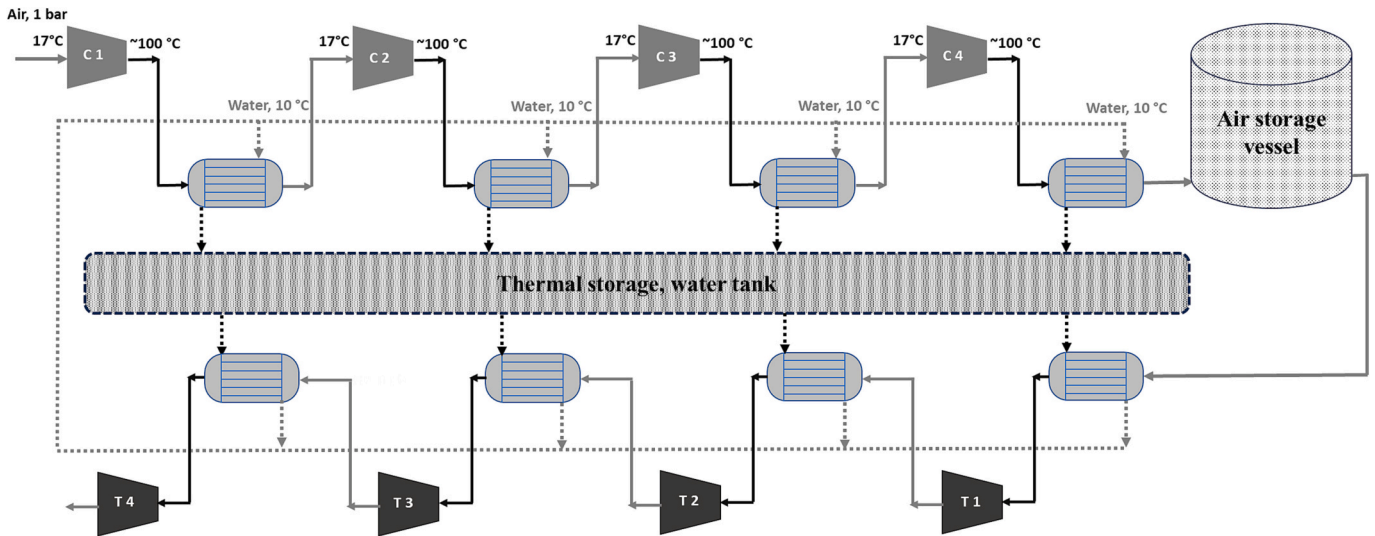 Air, 1 bar
17°C
C 1
~100 °C
17°C
C 2
~100 °C
17°C
C 3
~100 °C
17°C
C 4
~100 °C
Water, 10 °C
Water, 10 °C
Water, 10 °C
Water, 10 °C
Air storage
vessel
Thermal storage, water tank
T 4
T 3
T 2
T 1